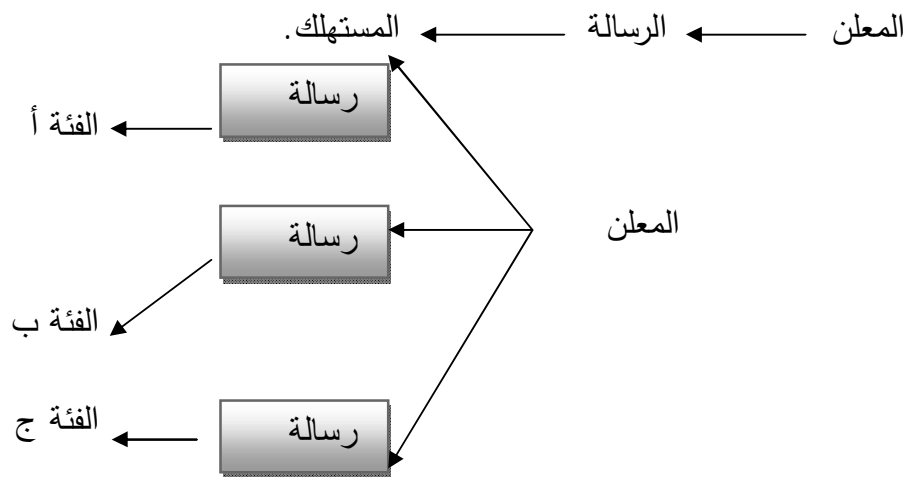 المعلن الرسالة المستهلك.
رسالة
الفئة أ
المعلن
رسالة
الفئة ب
رسالة
الفئة ج